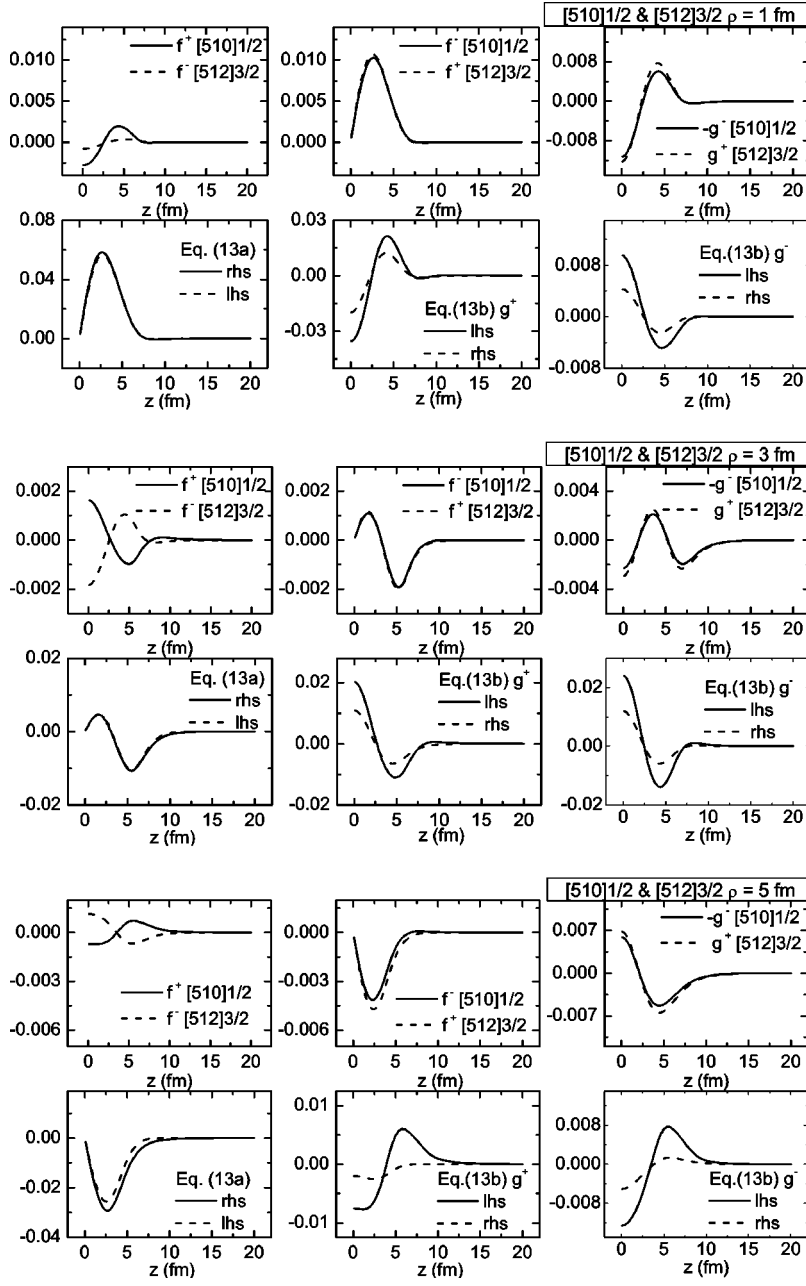 [510]1/2 & [512]3/2 ρ = 1 fm
f⁺ [510]1/2
f⁻ [512]3/2
0.010
0.005
0.000
0 5 10 15 20
z (fm)
f⁻ [510]1/2
f⁺ [512]3/2
0.010
0.005
0.000
0 5 10 15 20
z (fm)
0.008
0.000
-0.008
-g⁻ [510]1/2
g⁺ [512]3/2
0 5 10 15 20
z (fm)
0.08
0.04
0.00
Eq. (13a)
rhs
lhs
0 5 10 15 20
z (fm)
0.03
0.00
-0.03
Eq.(13b) g⁺
lhs
rhs
0 5 10 15 20
z (fm)
0.008
0.000
-0.008
Eq.(13b) g⁻
lhs
rhs
0 5 10 15 20
z (fm)
[510]1/2 & [512]3/2 ρ = 3 fm
f⁺ [510]1/2
f⁻ [512]3/2
0.002
0.000
-0.002
0 5 10 15 20
z (fm)
f⁻ [510]1/2
f⁺ [512]3/2
0.002
0.000
-0.002
0 5 10 15 20
z (fm)
-g⁻ [510]1/2
g⁺ [512]3/2
0.004
0.000
-0.004
0 5 10 15 20
z (fm)
0.02
0.00
-0.02
Eq. (13a)
rhs
lhs
0 5 10 15 20
z (fm)
0.02
0.00
-0.02
Eq.(13b) g⁺
lhs
rhs
0 5 10 15 20
z (fm)
0.02
0.00
-0.02
Eq.(13b) g⁻
lhs
rhs
0 5 10 15 20
z (fm)
[510]1/2 & [512]3/2 ρ = 5 fm
0.000
-0.003
-0.006
f⁺ [510]1/2
f⁻ [512]3/2
0 5 10 15 20
z (fm)
0.000
-0.003
-0.006
f⁻ [510]1/2
f⁺ [512]3/2
0 5 10 15 20
z (fm)
-g⁻ [510]1/2
g⁺ [512]3/2
0.007
0.000
-0.007
0 5 10 15 20
z (fm)
0.00
-0.02
-0.04
Eq. (13a)
rhs
lhs
0 5 10 15 20
z (fm)
0.01
0.00
-0.01
Eq.(13b) g⁺
lhs
rhs
0 5 10 15 20
z (fm)
0.008
0.000
-0.008
Eq.(13b) g⁻
lhs
rhs
0 5 10 15 20
z (fm)